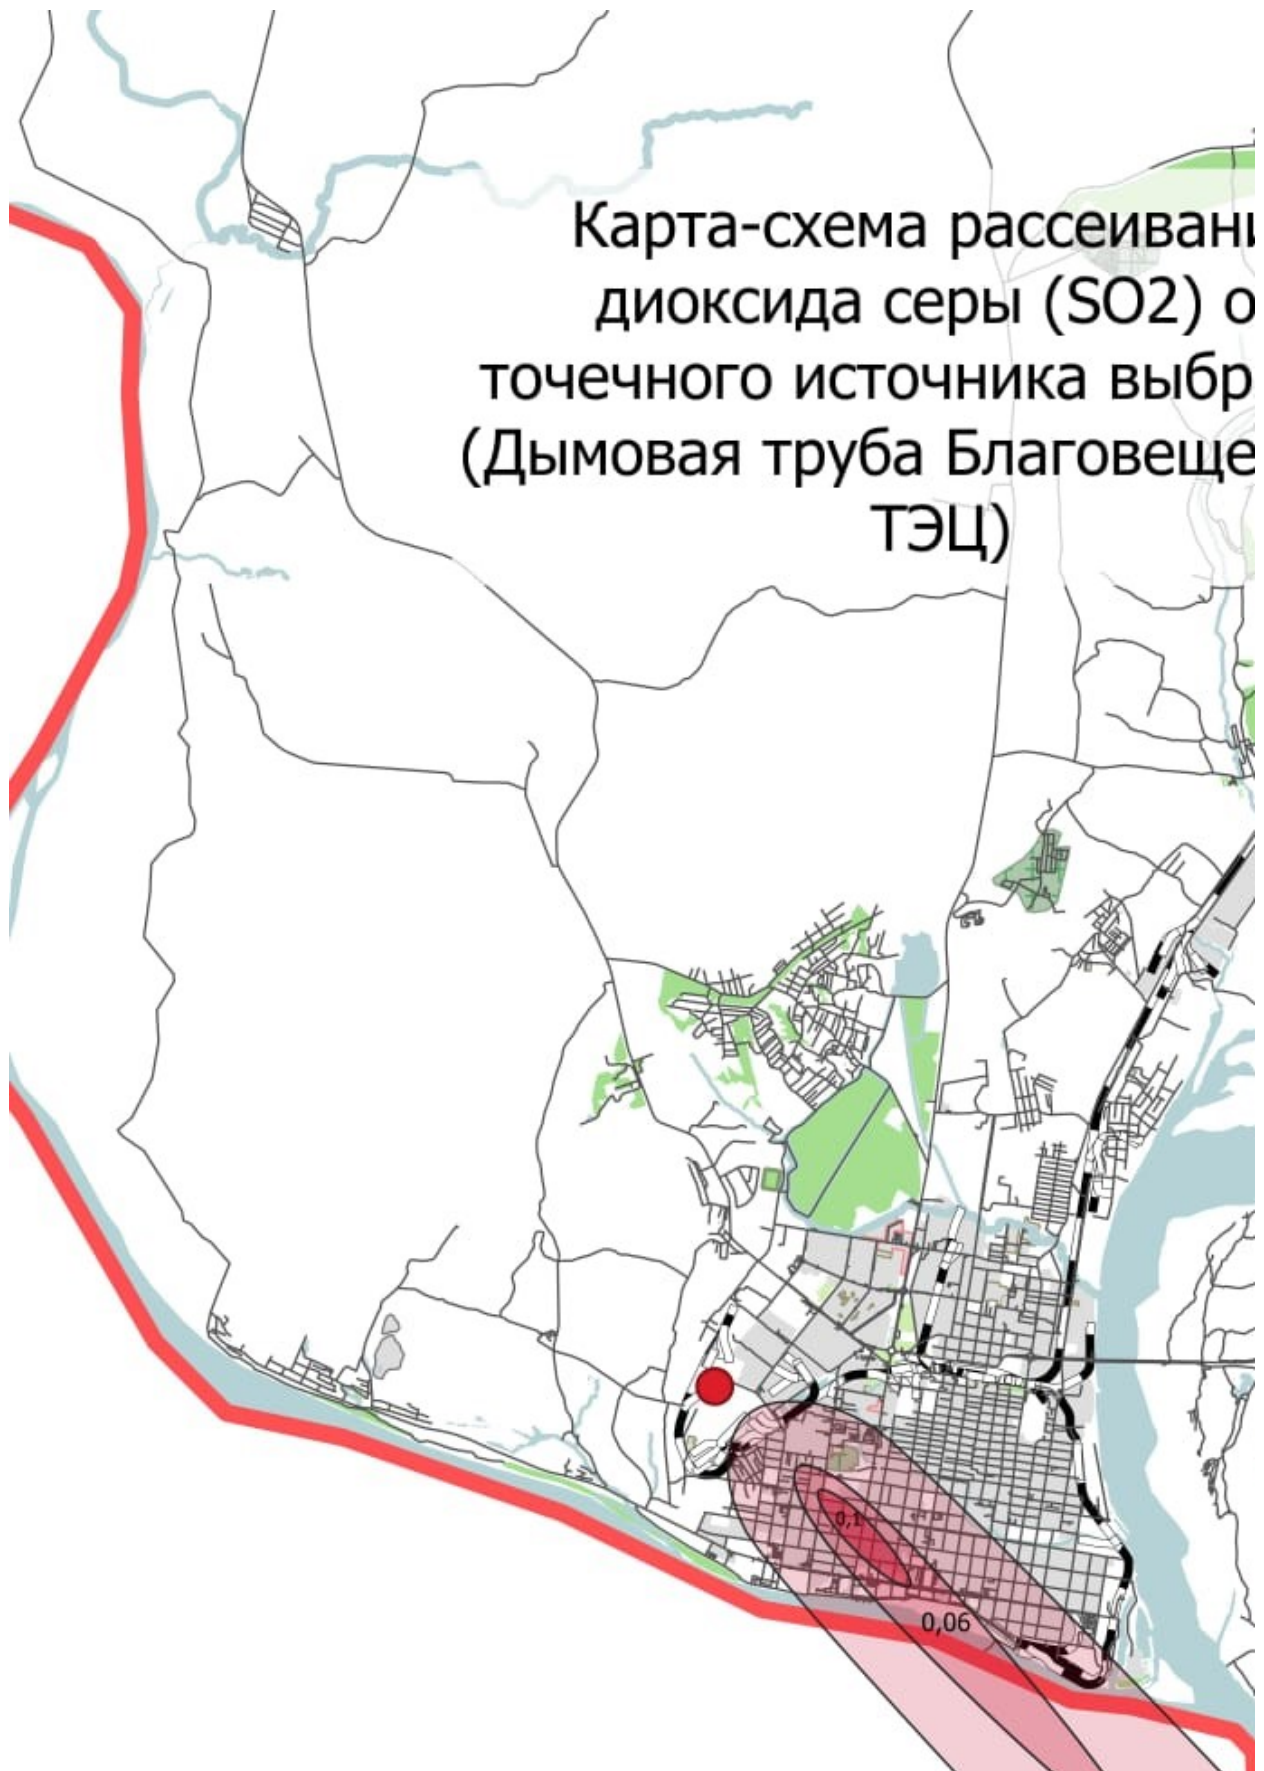 Карта-схема рассеивани
диоксида серы (SO2) о
точечного источника выбр
(Дымовая труба Благовеще
ТЭЦ)
0,1
0,06